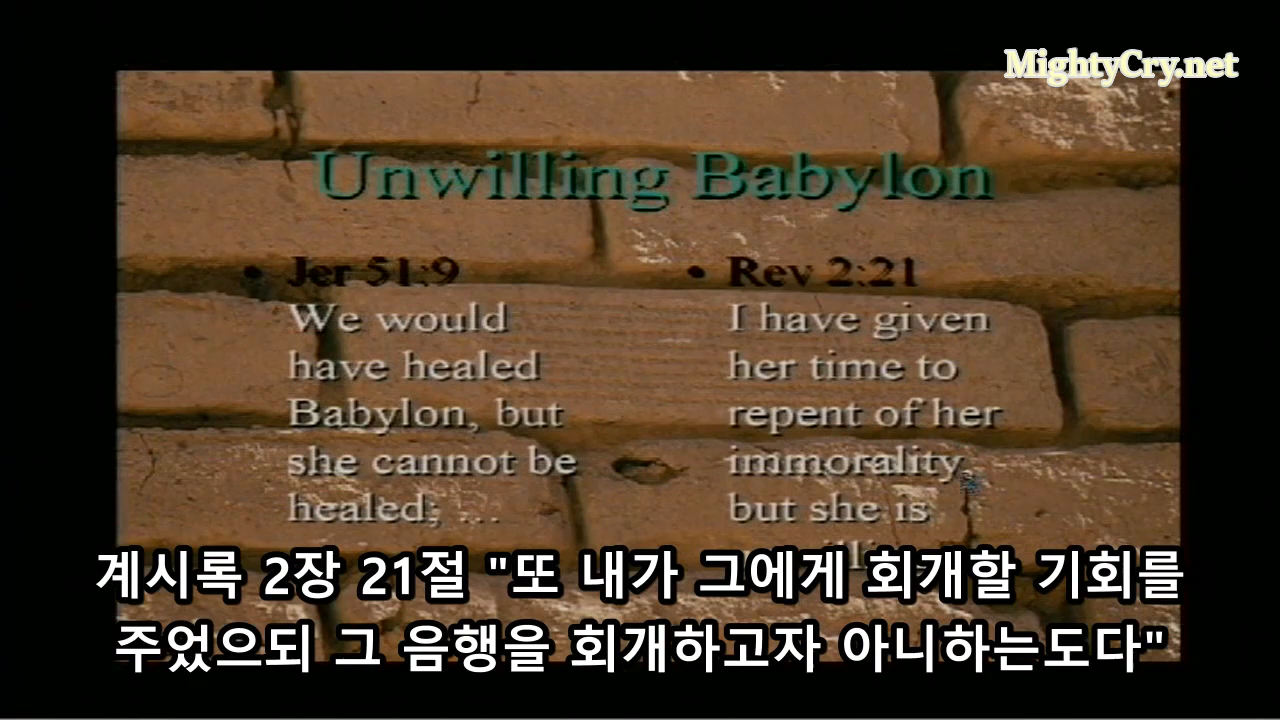 MightyCry.net
Unwilling Babylon
• Jer 51:9
We would
have healed
Babylon, but
she cannot be
healed; ...
• Rev 2:21
I have given
her time to
repent of her
immorality,
but she is
계시록 2장 21절 "또 내가 그에게 회개할 기회를
주었으되 그 음행을 회개하고자 아니하는도다"